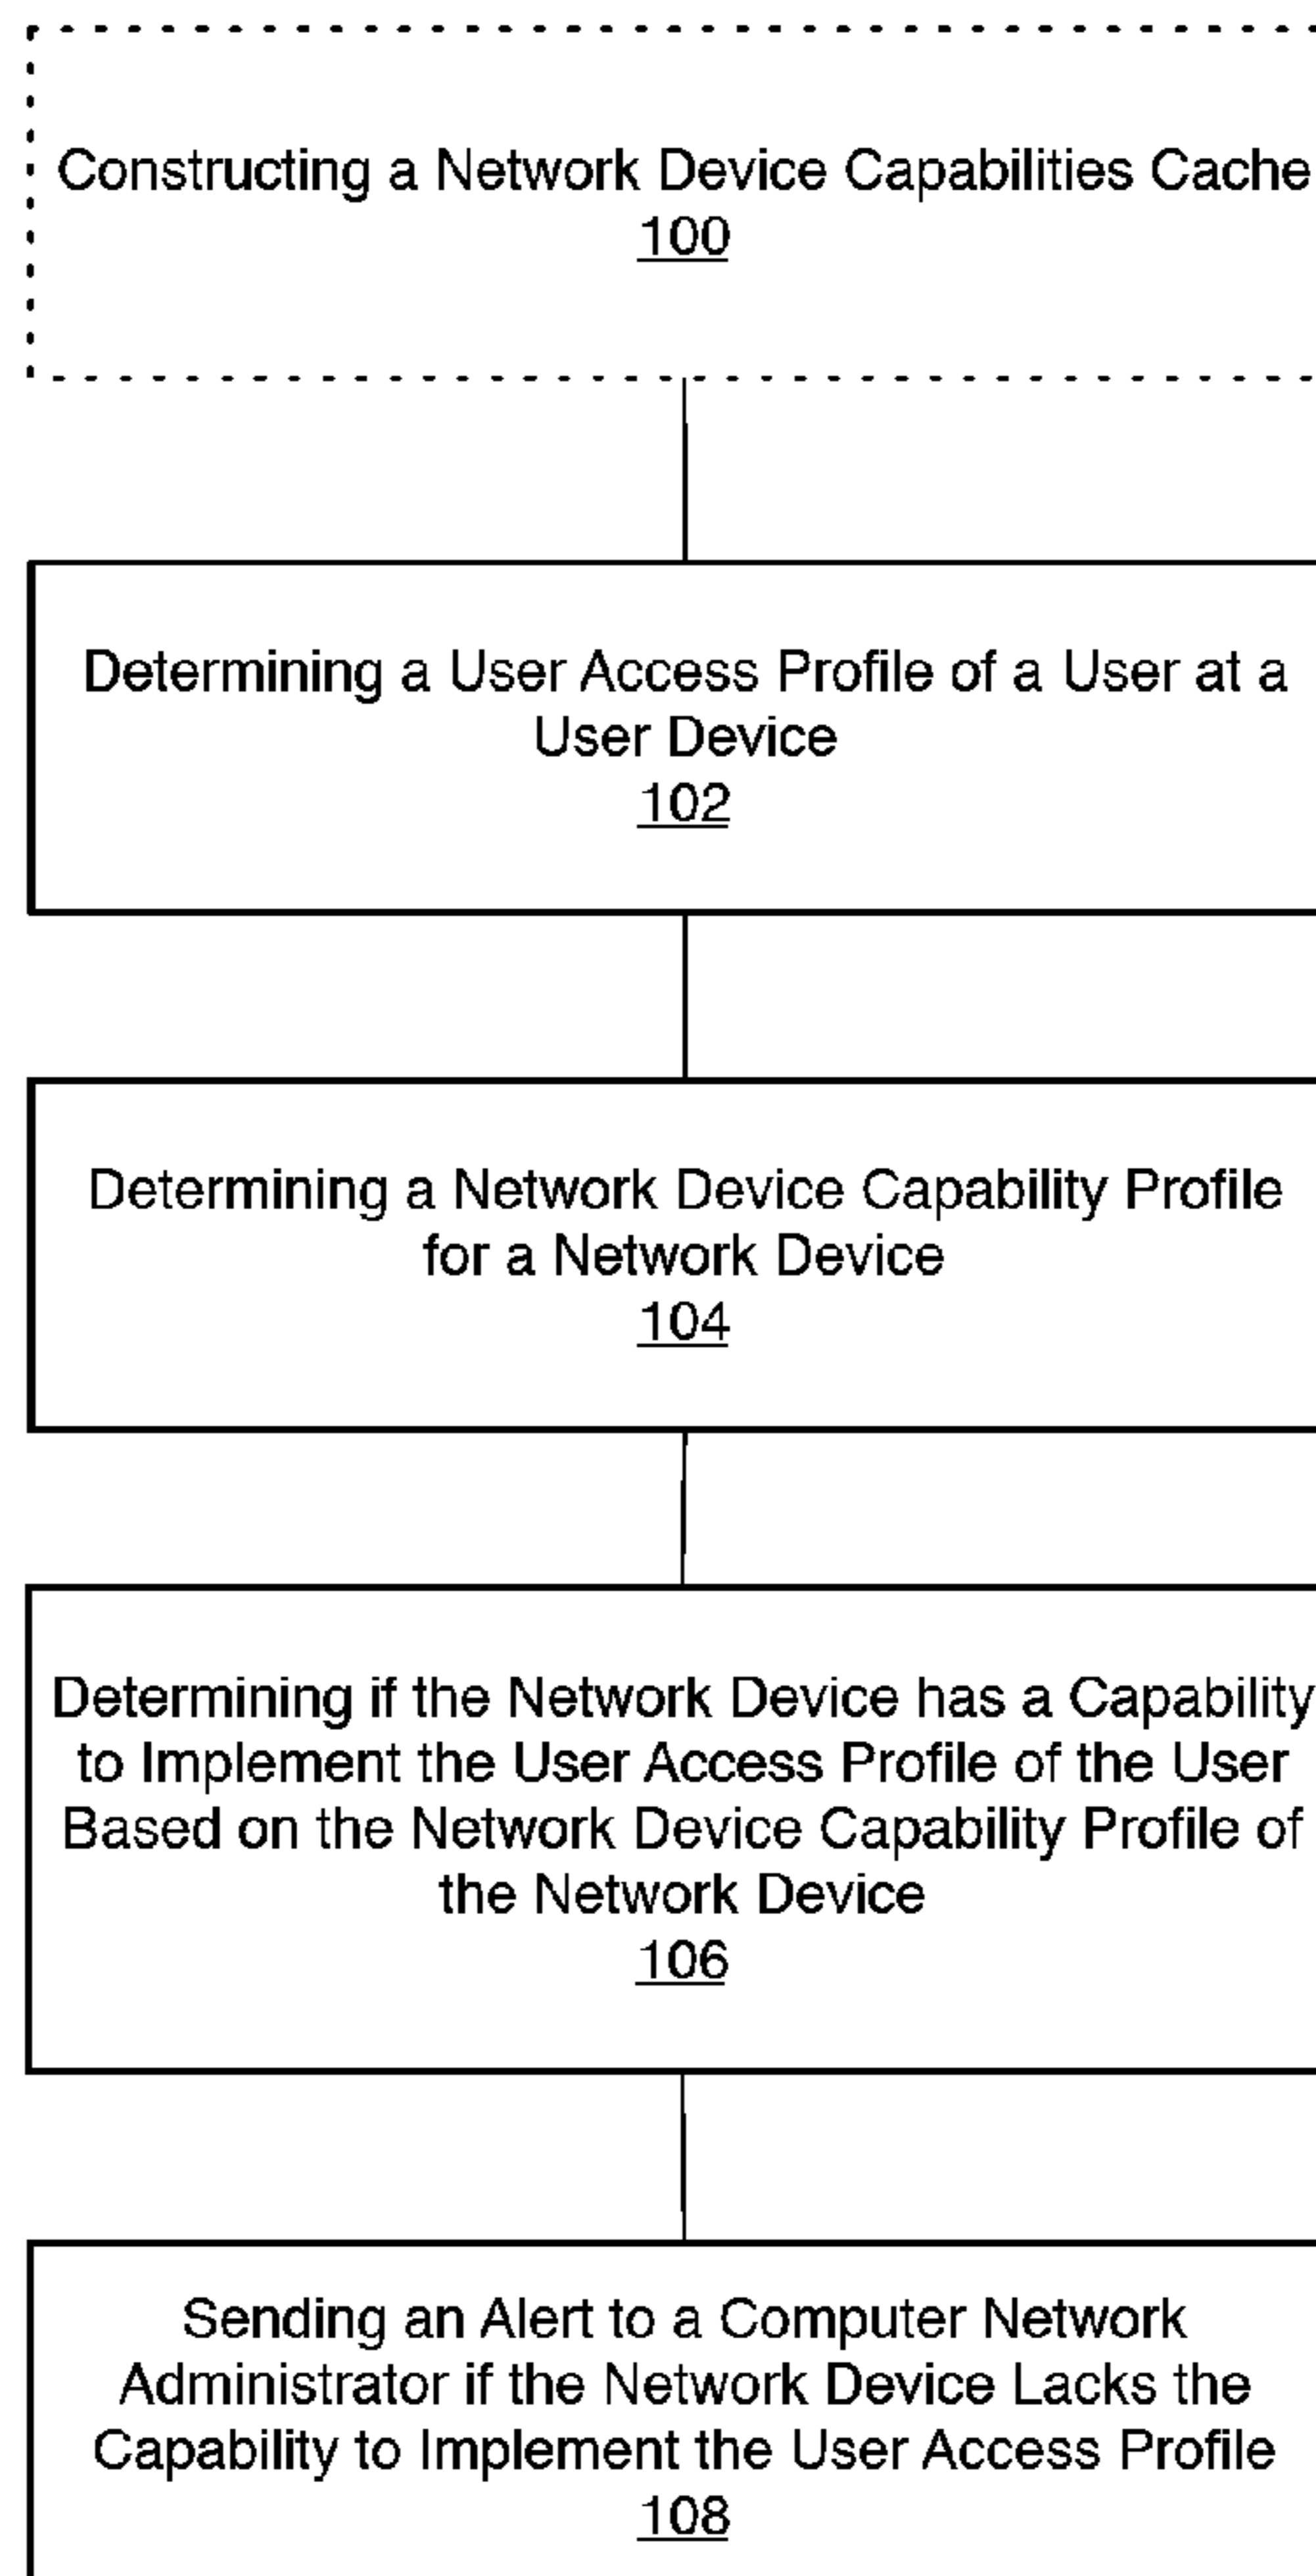 Constructing a Network Device Capabilities Cache
100
Determining a User Access Profile of a User at a
User Device
102
Determining a Network Device Capability Profile
for a Network Device
104
Determining if the Network Device has a Capability
to Implement the User Access Profile of the User
Based on the Network Device Capability Profile of
the Network Device
106
Sending an Alert to a Computer Network
Administrator if the Network Device Lacks the
Capability to Implement the User Access Profile
108